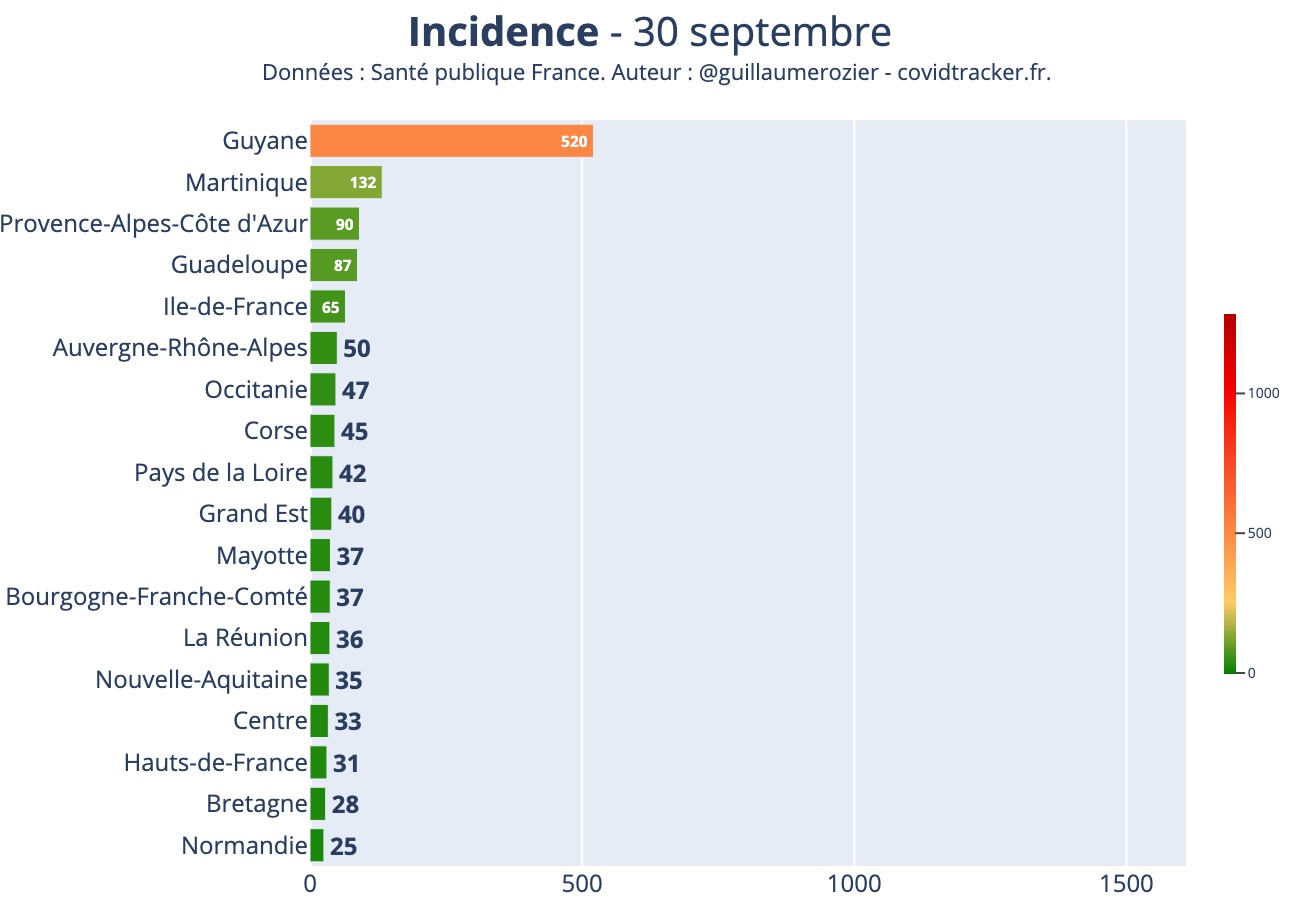 Incidence - 30 septembre
Données : Santé publique France. Auteur : @guillaumerozier - covidtracker.fr.
Guyane 520
Martinique 132
Provence-Alpes-Côte d'Azur 90
Guadeloupe 87
Ile-de-France 65
Auvergne-Rhône-Alpes 50
Occitanie 47
Corse 45
Pays de la Loire 42
Grand Est 40
Mayotte 37
Bourgogne-Franche-Comté 37
La Réunion 36
Nouvelle-Aquitaine 35
Centre 33
Hauts-de-France 31
Bretagne 28
Normandie 25
0 500 1000 1500
1000
500
0